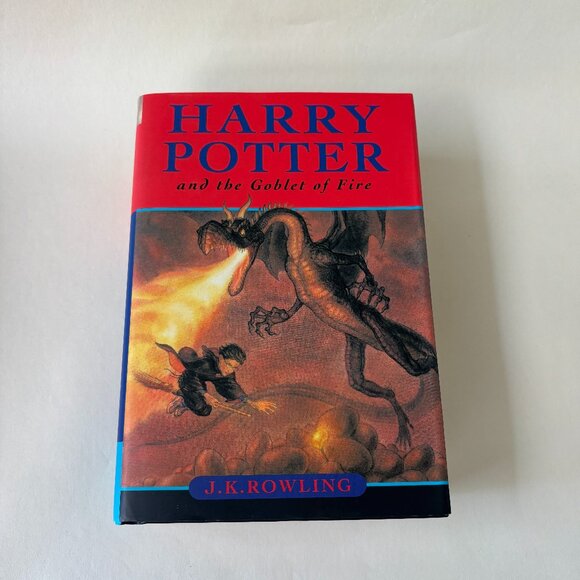 HARRY
POTTER
and the Goblet of Fire
J.K.ROWLING